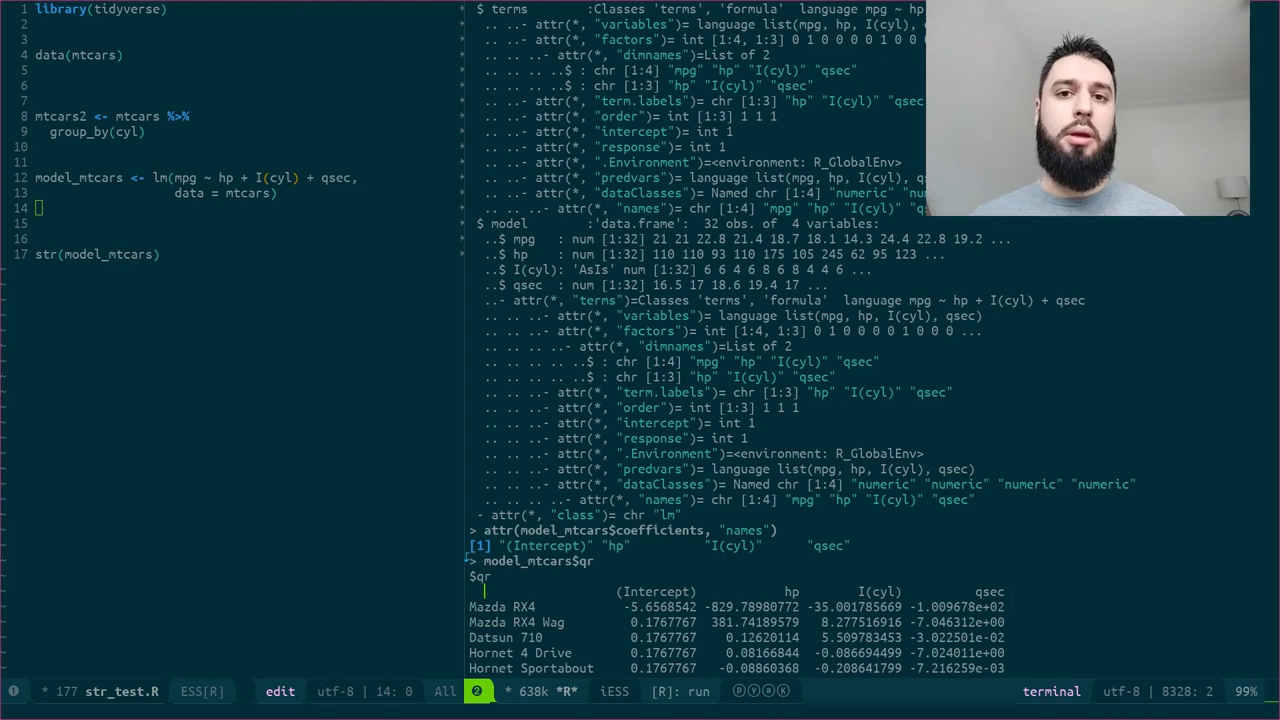 1 library(tidyverse)
2
3
4 data(mtcars)
5
6
7
8 mtcars2 <- mtcars %>%
9   group_by(cyl)
10
11
12 model_mtcars <- lm(mpg ~ hp + I(cyl) + qsec,
13                    data = mtcars)
14
15
16
17 str(model_mtcars)
* 177 str_test.R ESS[R] edit utf-8 | 14: 0 All
$ terms        :Classes 'terms', 'formula'  language mpg ~ hp
.. ..- attr(*, "variables")= language list(mpg, hp, I(cyl), qsec)
.. ..- attr(*, "factors")= int [1:4, 1:3] 0 1 0 0 0 0 1 0 0
.. .. ..- attr(*, "dimnames")=List of 2
.. .. .. ..$ : chr [1:4] "mpg" "hp" "I(cyl)" "qsec"
.. .. .. ..$ : chr [1:3] "hp" "I(cyl)" "qsec"
.. ..- attr(*, "term.labels")= chr [1:3] "hp" "I(cyl)" "qsec"
.. ..- attr(*, "order")= int [1:3] 1 1 1
.. ..- attr(*, "intercept")= int 1
.. ..- attr(*, "response")= int 1
.. ..- attr(*, ".Environment")=<environment: R_GlobalEnv>
.. ..- attr(*, "predvars")= language list(mpg, hp, I(cyl),
.. ..- attr(*, "dataClasses")= Named chr [1:4] "numeric"
.. .. ..- attr(*, "names")= chr [1:4] "mpg" "hp" "I(cyl)"
$ model        :'data.frame':  32 obs. of  4 variables:
..$ mpg   : num [1:32] 21 21 22.8 21.4 18.7 18.1 14.3 24.4 22.8 19.2 ...
..$ hp    : num [1:32] 110 110 93 110 175 105 245 62 95 123 ...
..$ I(cyl): 'AsIs' num [1:32] 6 6 4 6 8 6 8 4 4 6 ...
..$ qsec  : num [1:32] 16.5 17 18.6 19.4 17 ...
..- attr(*, "terms")=Classes 'terms', 'formula'  language mpg ~ hp + I(cyl) + qsec
.. .. ..- attr(*, "variables")= language list(mpg, hp, I(cyl), qsec)
.. .. ..- attr(*, "factors")= int [1:4, 1:3] 0 1 0 0 0 0 1 0 0 0 ...
.. .. .. ..- attr(*, "dimnames")=List of 2
.. .. .. .. ..$ : chr [1:4] "mpg" "hp" "I(cyl)" "qsec"
.. .. .. .. ..$ : chr [1:3] "hp" "I(cyl)" "qsec"
.. .. ..- attr(*, "term.labels")= chr [1:3] "hp" "I(cyl)" "qsec"
.. .. ..- attr(*, "order")= int [1:3] 1 1 1
.. .. ..- attr(*, "intercept")= int 1
.. .. ..- attr(*, "response")= int 1
.. .. ..- attr(*, ".Environment")=<environment: R_GlobalEnv>
.. .. ..- attr(*, "predvars")= language list(mpg, hp, I(cyl), qsec)
.. .. ..- attr(*, "dataClasses")= Named chr [1:4] "numeric" "numeric" "numeric" "numeric"
.. .. .. ..- attr(*, "names")= chr [1:4] "mpg" "hp" "I(cyl)" "qsec"
- attr(*, "class")= chr "lm"
> attr(model_mtcars$coefficients, "names")
[1] "(Intercept)" "hp"          "I(cyl)"      "qsec"
> model_mtcars$qr
$qr
(Intercept)           hp        I(cyl)          qsec
Mazda RX4            -5.6568542 -829.78980772 -35.001785669 -1.009678e+02
Mazda RX4 Wag         0.1767767  381.74189579   8.277516916 -7.046312e+00
Datsun 710            0.1767767    0.12620114   5.509783453 -3.022501e-02
Hornet 4 Drive        0.1767767    0.08166844  -0.086694499 -7.024011e+00
Hornet Sportabout     0.1767767   -0.08860368  -0.208641799 -7.216259e-03
❷ * 638k *R* iESS [R]: run ⓟⓨⓐⓚ terminal utf-8 | 8328: 2 99%